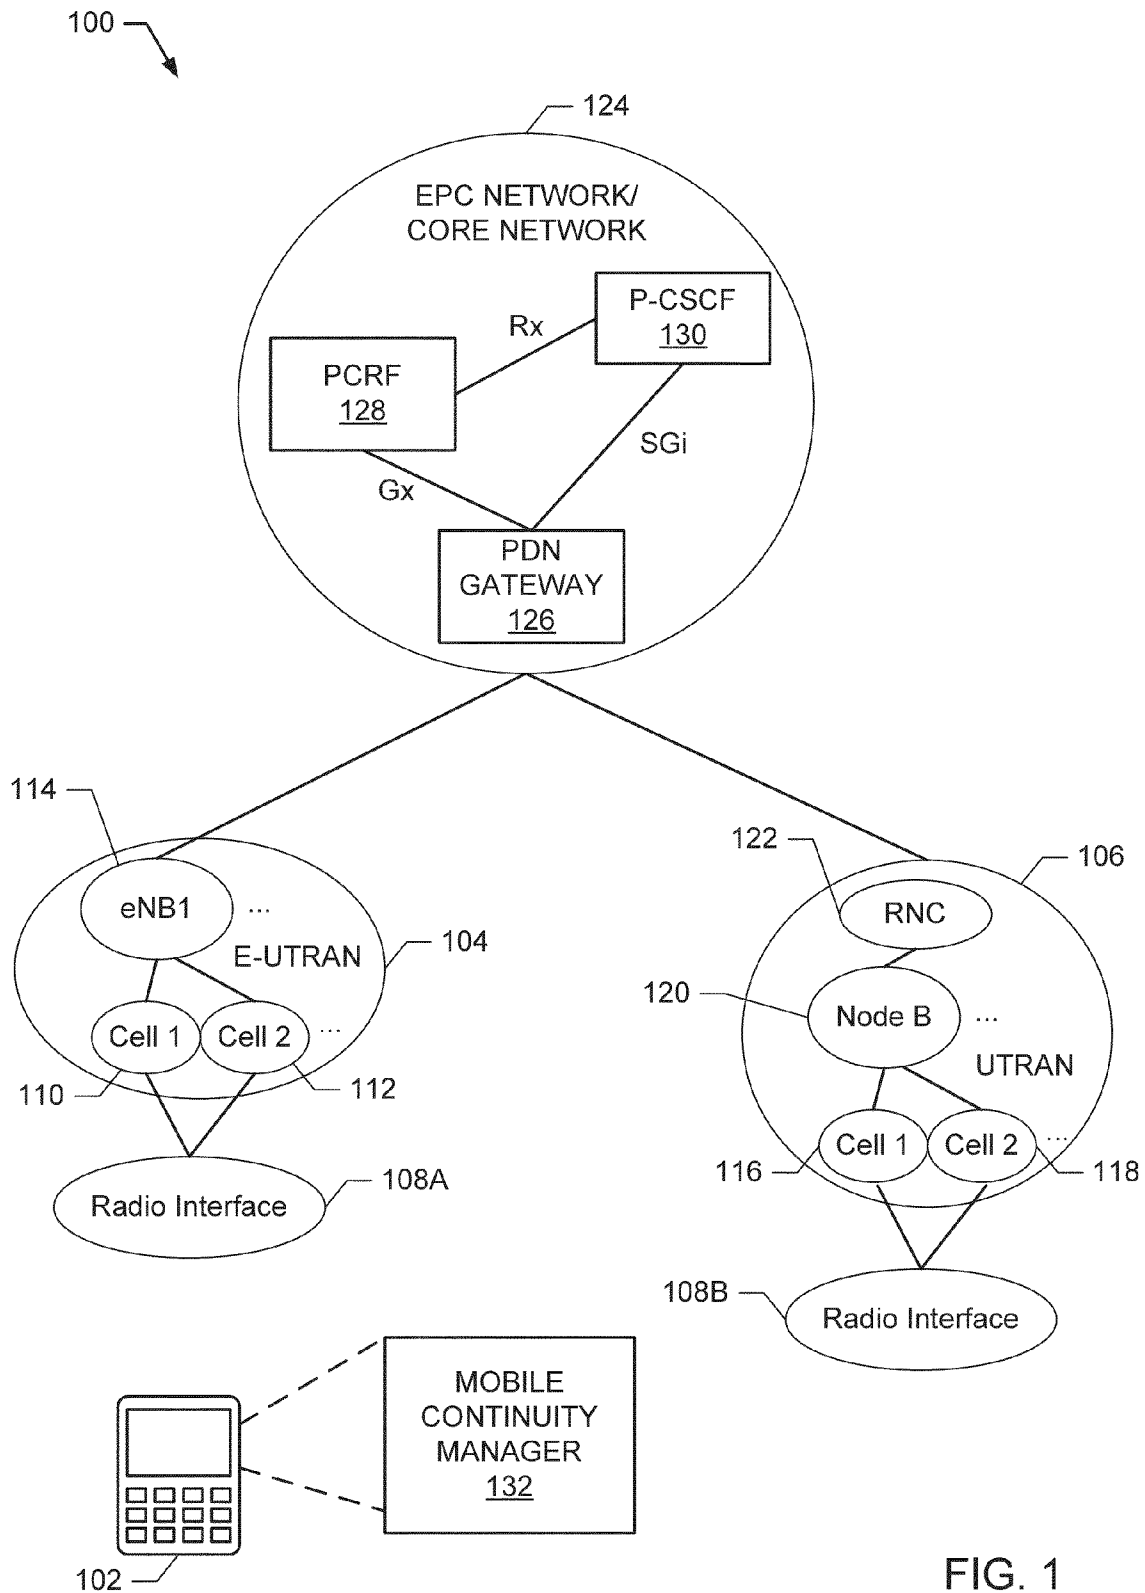 100
124
EPC NETWORK/
CORE NETWORK
P-CSCF
130
Rx
PCRF
128
SGi
Gx
PDN
GATEWAY
126
114
122
106
eNB1
...
RNC
E-UTRAN
104
120
Node B
...
Cell 1
Cell 2
...
UTRAN
110
112
Cell 1
Cell 2
...
116
118
108A
Radio Interface
108B
Radio Interface
MOBILE
CONTINUITY
MANAGER
132
102
FIG. 1